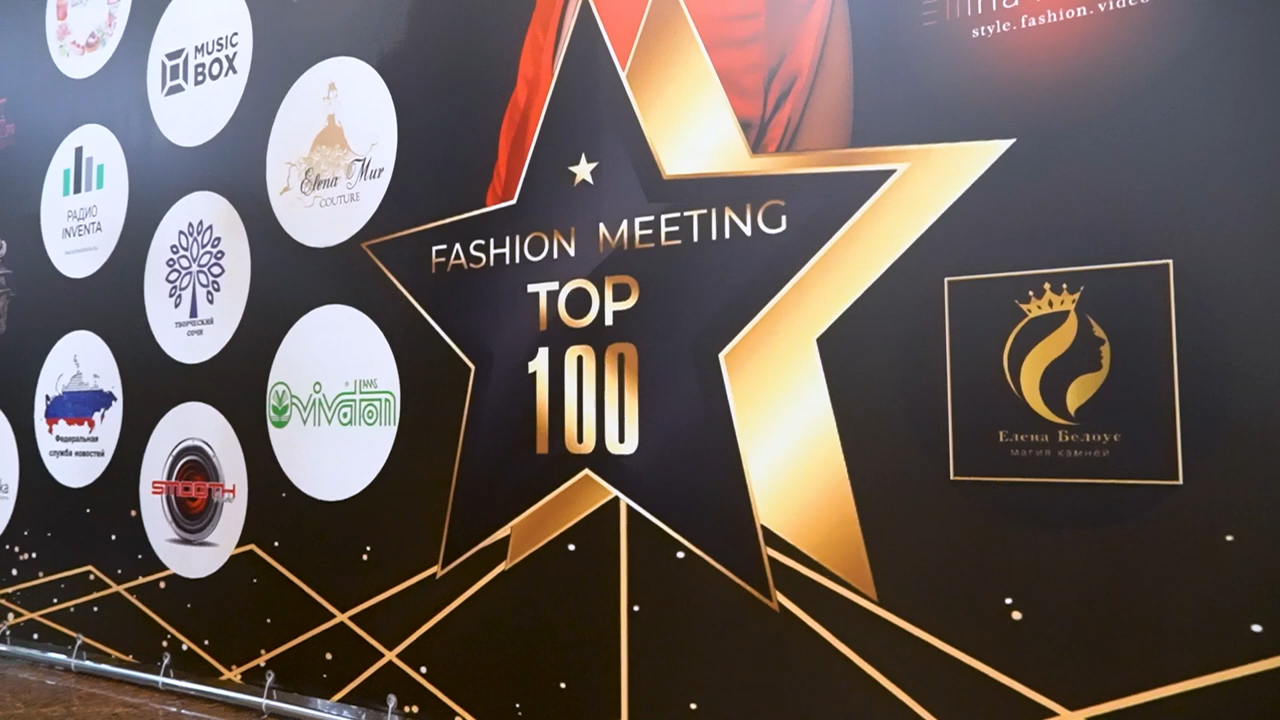 MUSIC
BOX
style.fashion.video
Elena Mur
COUTURE
РАДИО
INVENTA
ТВОРЧЕСКИЙ
СОЧИ
FASHION MEETING
TOP
100
Елена Белоус
магия камней
vivaton
Федеральная
служба новостей
SMOOTH